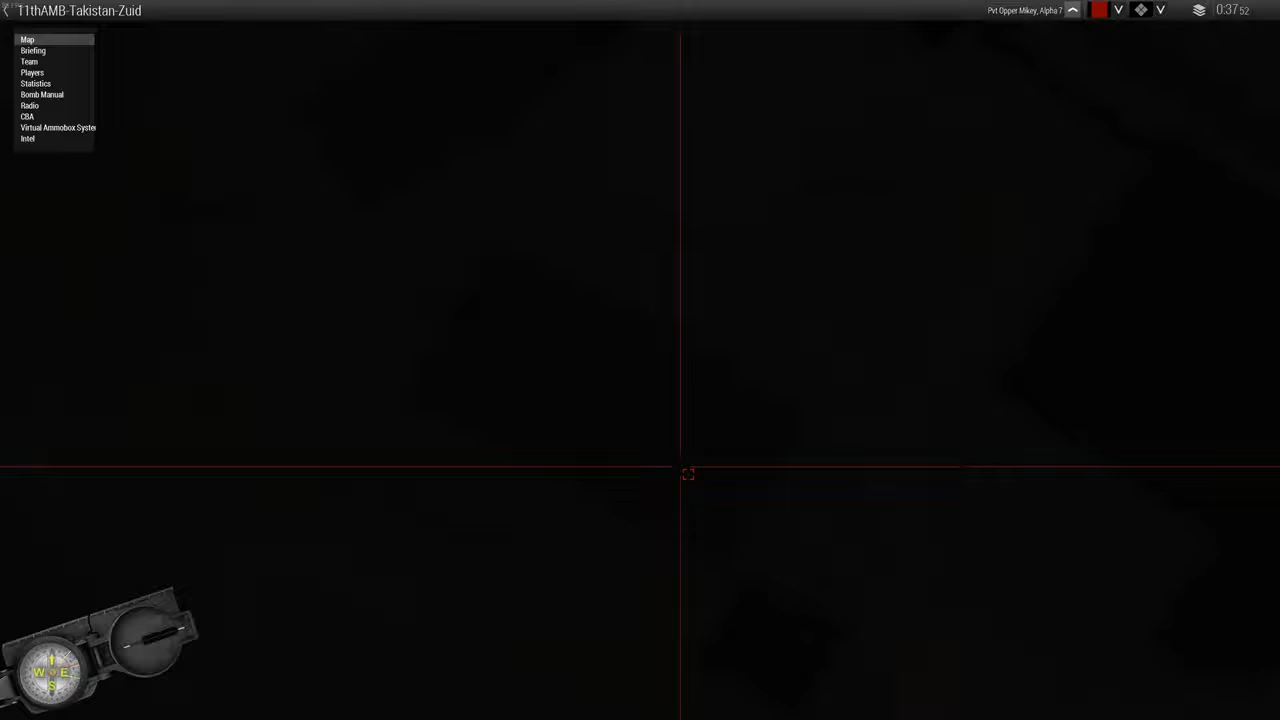 11thAMB-Takistan-Zuid
Pvt Opper Mikey, Alpha 7
0:37 52
Map
Briefing
Team
Players
Statistics
Bomb Manual
Radio
CBA
Virtual Ammobox Syste
Intel
W E
S